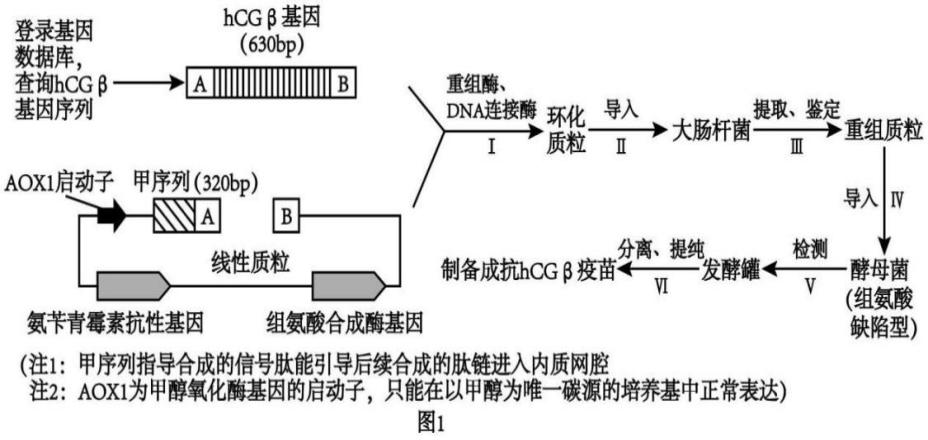 登录基因
数据库，
查询hCGβ
基因序列
hCGβ基因
(630bp)
A
B
重组酶、
DNA连接酶
Ⅰ
环化
质粒
导入
Ⅱ
大肠杆菌
提取、鉴定
Ⅲ
重组质粒
AOX1启动子
甲序列(320bp)
A
B
线性质粒
氨苄青霉素抗性基因
组氨酸合成酶基因
导入
Ⅳ
制备成抗hCGβ疫苗
分离、提纯
Ⅵ
发酵罐
检测
Ⅴ
酵母菌
(组氨酸
缺陷型)
(注1：甲序列指导合成的信号肽能引导后续合成的肽链进入内质网腔
注2：AOX1为甲醇氧化酶基因的启动子，只能在以甲醇为唯一碳源的培养基中正常表达)
图1